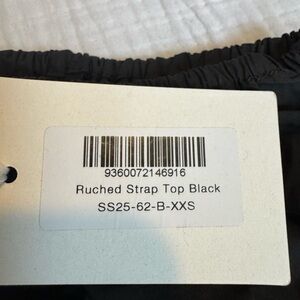 9360072146916
Ruched Strap Top Black
SS25-62-B-XXS